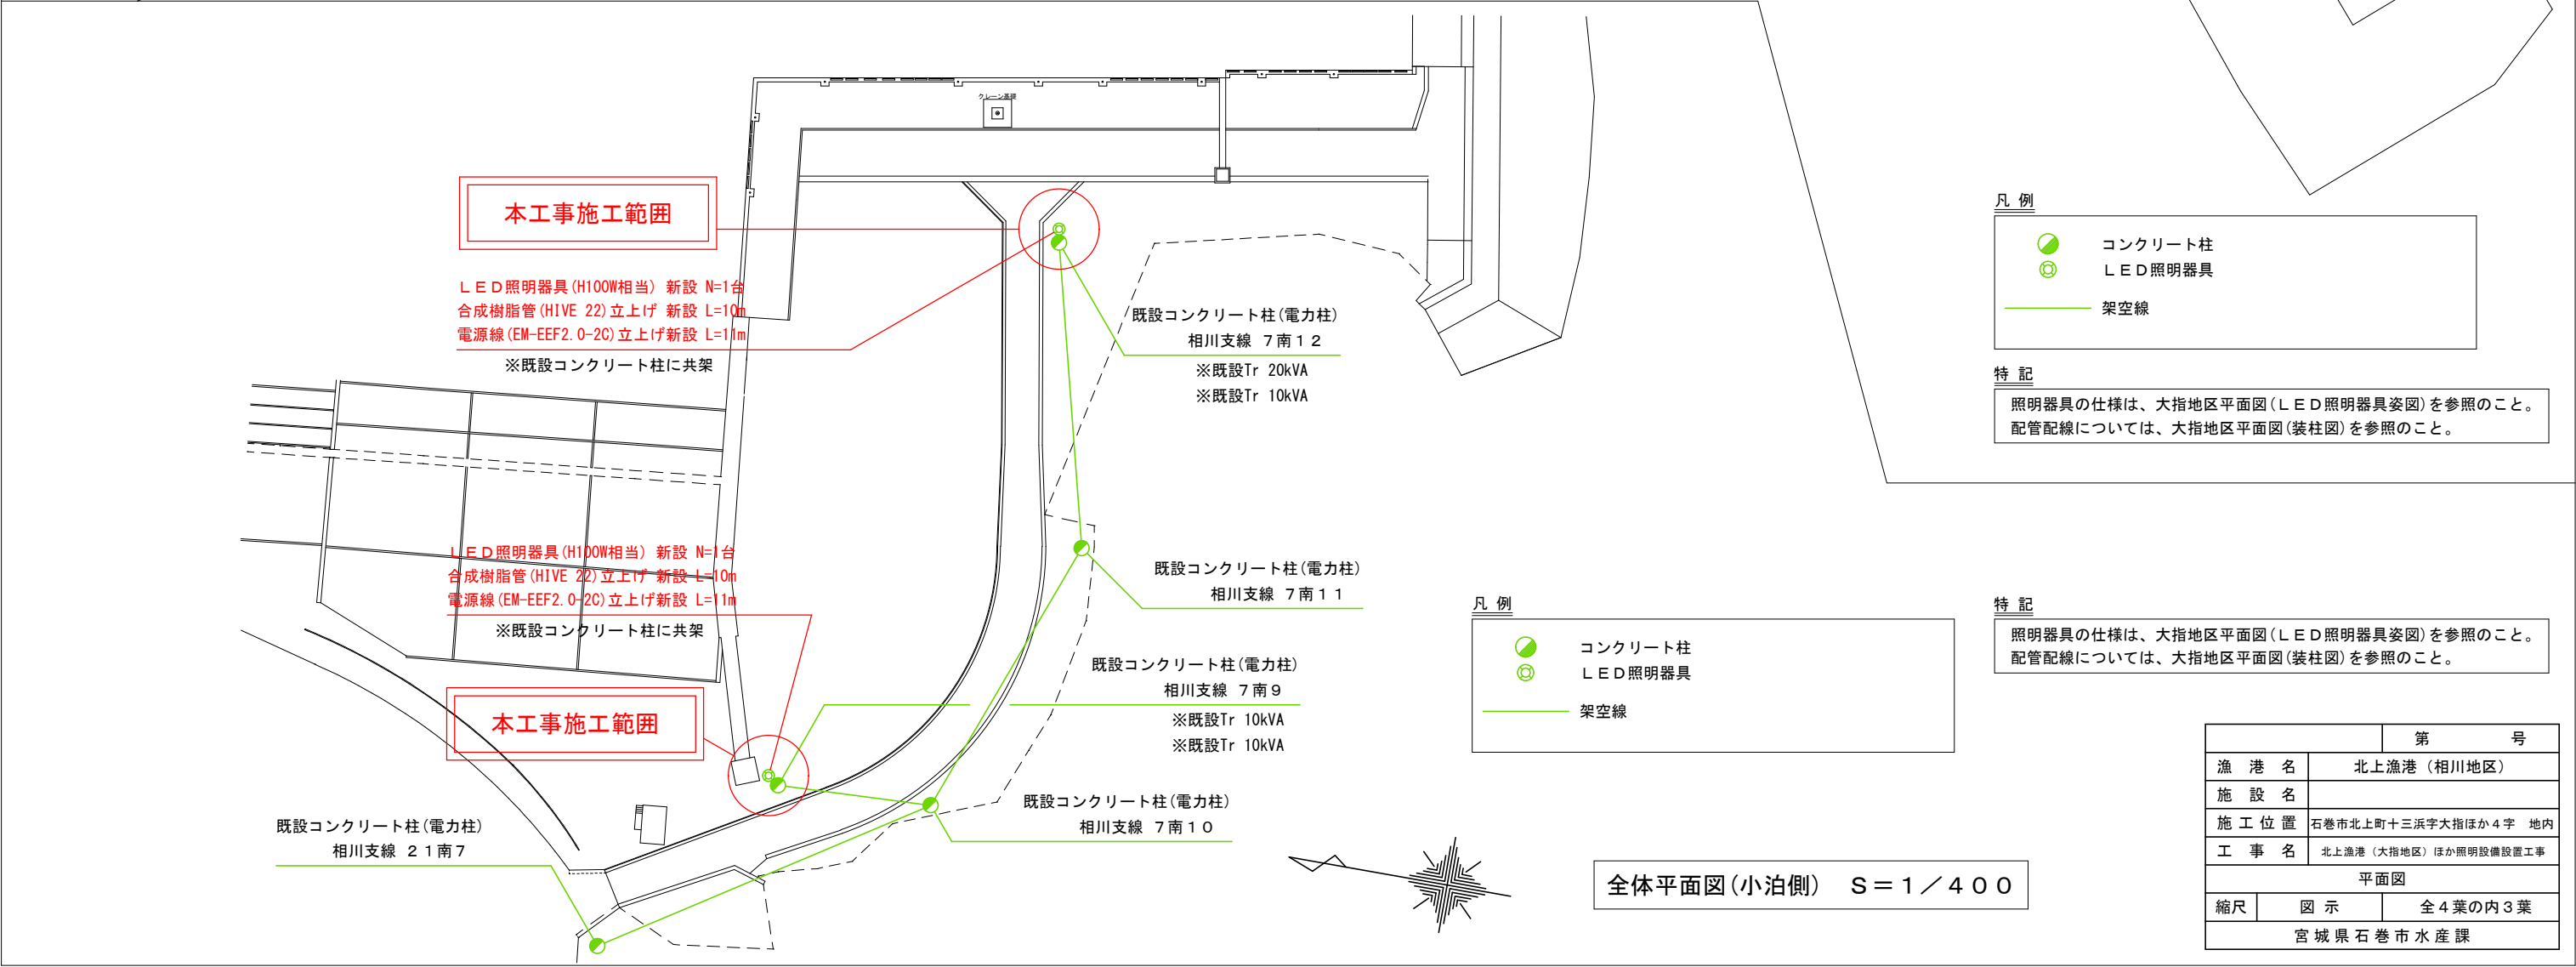 クレーン基礎
本工事施工範囲
ＬＥＤ照明器具(H100W相当) 新設 N=1台
合成樹脂管(HIVE 22)立上げ 新設 L=10m
電源線(EM-EEF2.0-2C)立上げ新設 L=11m
※既設コンクリート柱に共架
既設コンクリート柱(電力柱)
相川支線 ７南１２
※既設Tr 20kVA
※既設Tr 10kVA
凡 例
コンクリート柱
ＬＥＤ照明器具
架空線
特 記
照明器具の仕様は、大指地区平面図(ＬＥＤ照明器具姿図)を参照のこと。
配管配線については、大指地区平面図(装柱図)を参照のこと。
ＬＥＤ照明器具(H100W相当) 新設 N=1台
合成樹脂管(HIVE 22)立上げ 新設 L=10m
電源線(EM-EEF2.0-2C)立上げ新設 L=11m
※既設コンクリート柱に共架
本工事施工範囲
既設コンクリート柱(電力柱)
相川支線 ７南１１
既設コンクリート柱(電力柱)
相川支線 ７南９
※既設Tr 10kVA
※既設Tr 10kVA
既設コンクリート柱(電力柱)
相川支線 ７南１０
既設コンクリート柱(電力柱)
相川支線 ２１南７
凡 例
コンクリート柱
ＬＥＤ照明器具
架空線
特 記
照明器具の仕様は、大指地区平面図(ＬＥＤ照明器具姿図)を参照のこと。
配管配線については、大指地区平面図(装柱図)を参照のこと。
全体平面図(小泊側) Ｓ＝１／４００
第 号
漁 港 名 北上漁港（相川地区）
施 設 名
施工位置 石巻市北上町十三浜字大指ほか４字 地内
工 事 名 北上漁港（大指地区）ほか照明設備設置工事
平面図
縮尺 図 示 全４葉の内３葉
宮城県石巻市水産課